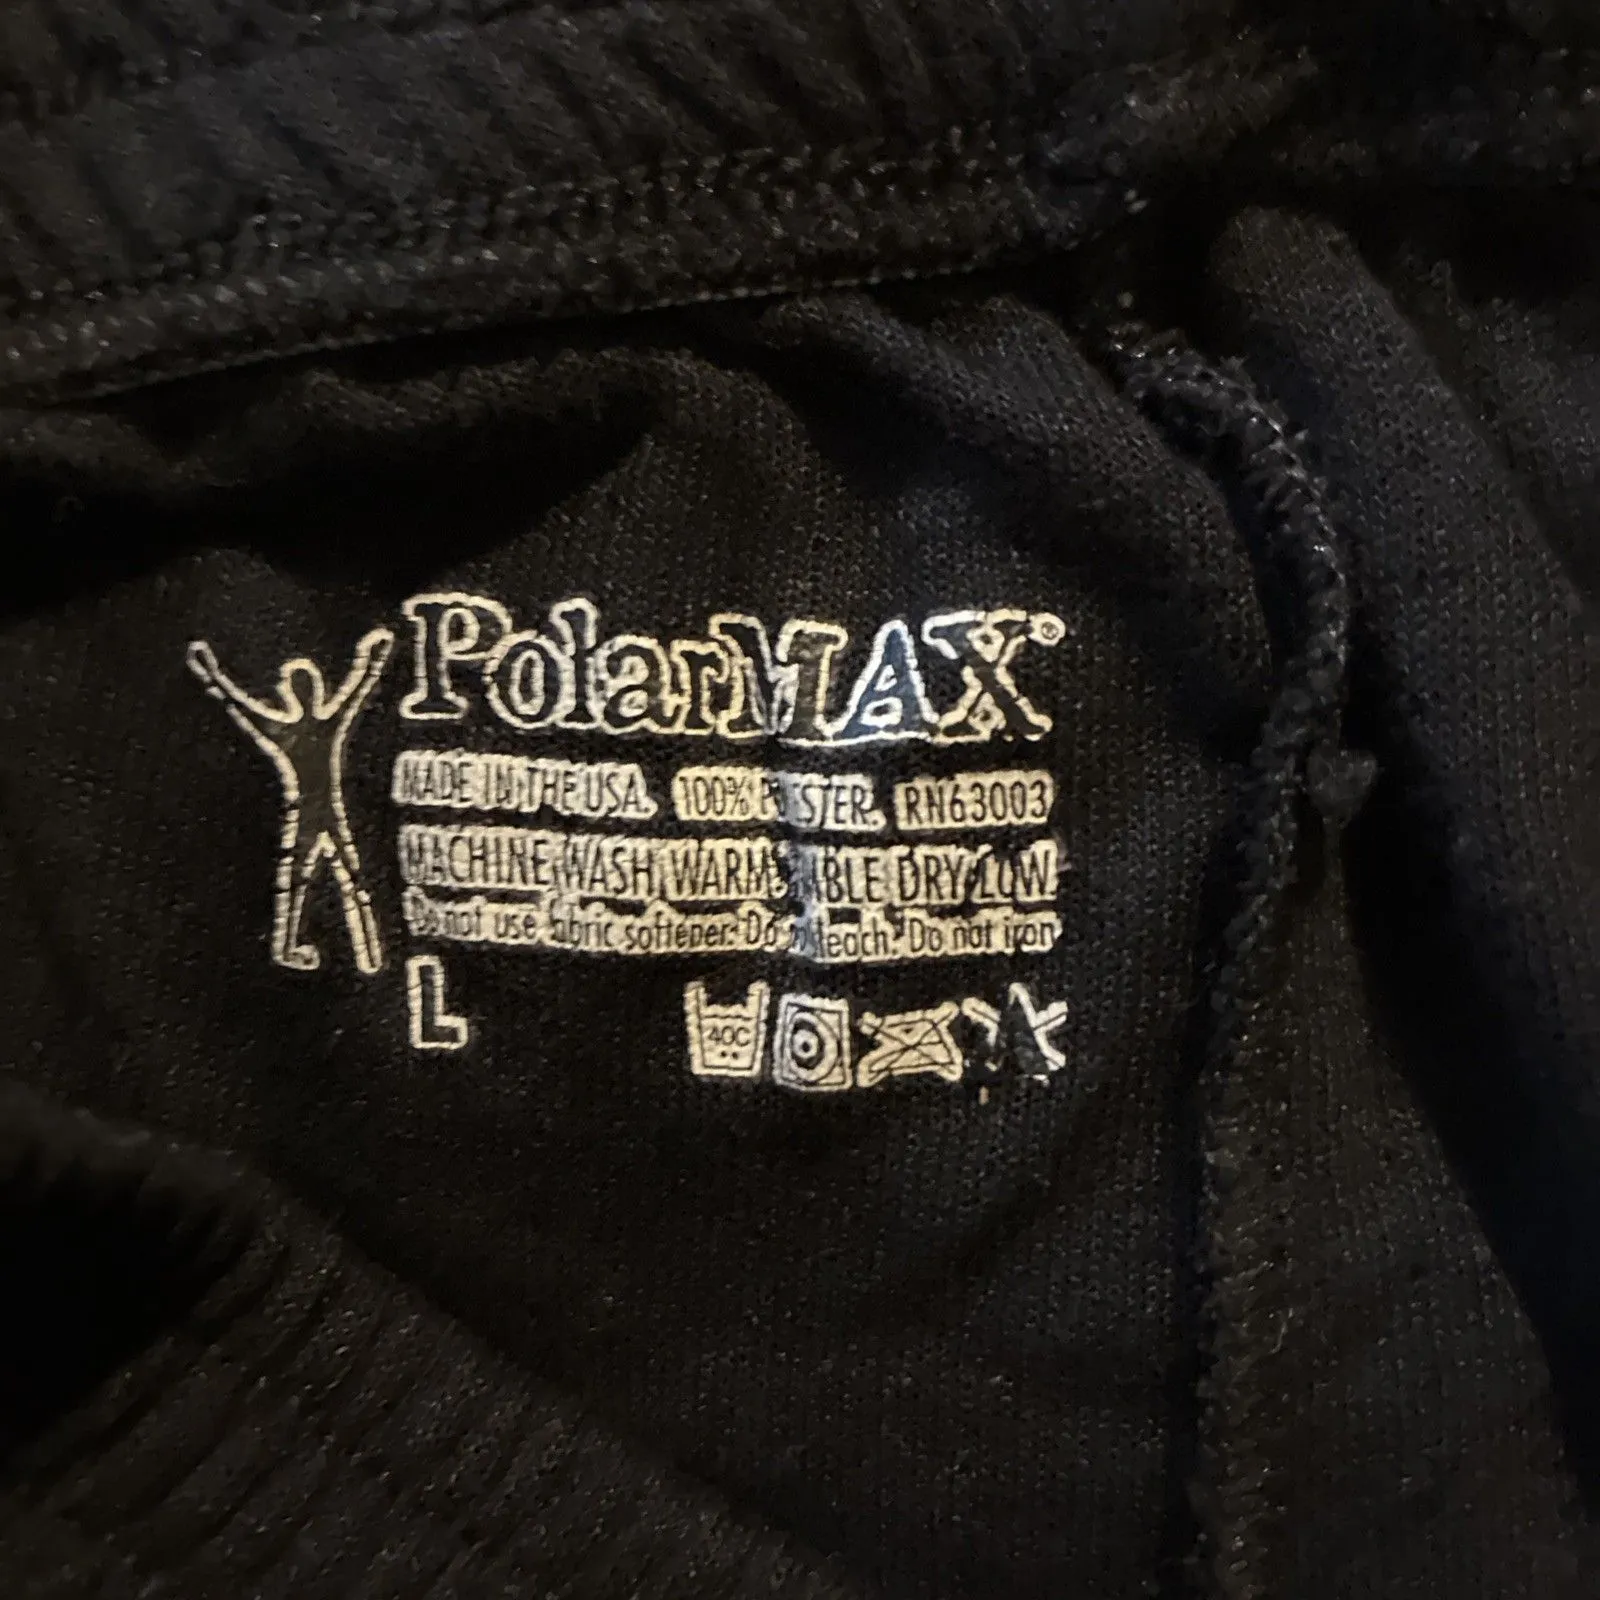 PolarMAX®
MADE IN THE USA. 100% P STER. RN63003
MACHINE WASH WARM. BLE DRY LOW.
Do not use fabric softener. Do each. Do not iron
L
40C